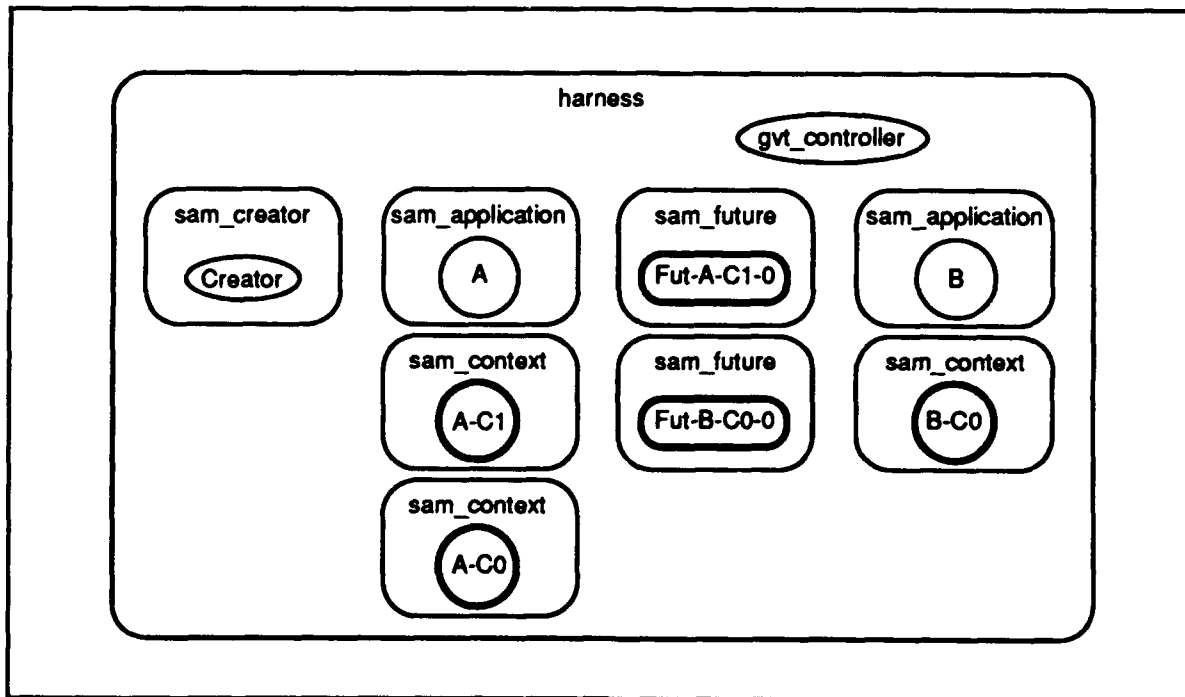 harness
gvt_controller
sam_creator
Creator
sam_application
A
sam_future
Fut-A-C1-0
sam_application
B
sam_context
A-C1
sam_future
Fut-B-C0-0
sam_context
B-C0
sam_context
A-C0